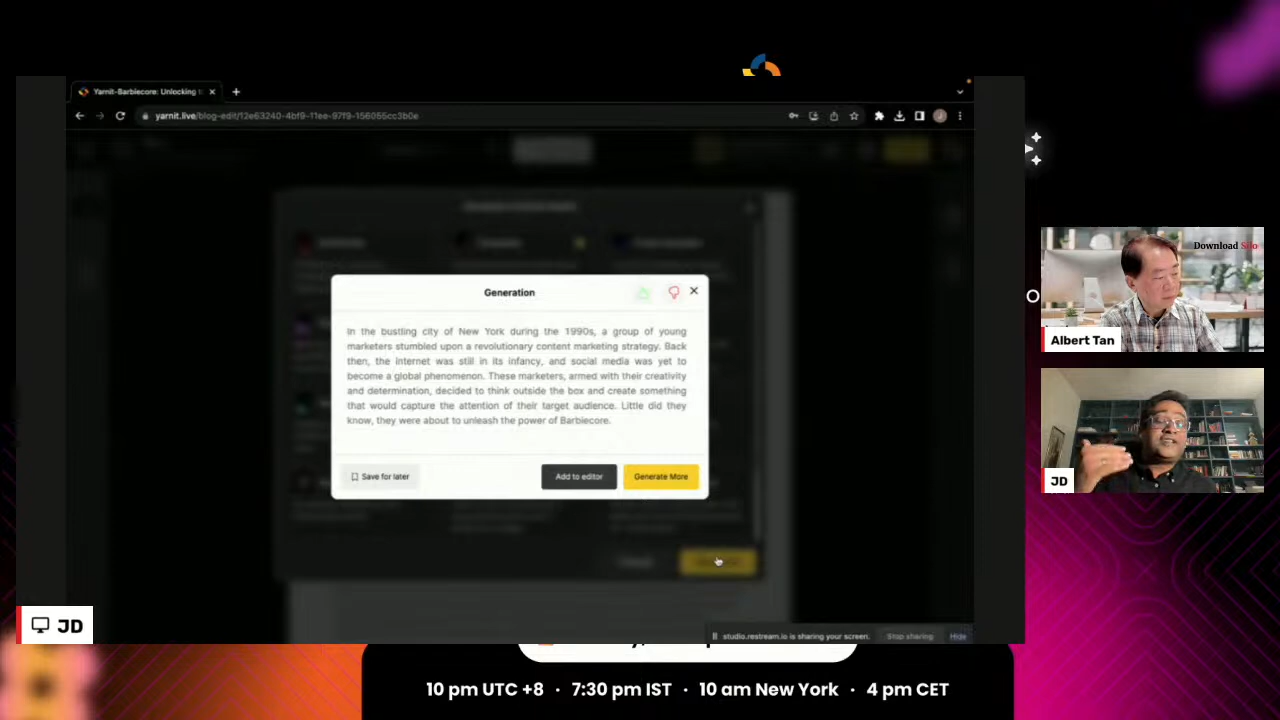 Yarnit-Barbiecore: Unlocking t
yarnit.live/blog-edit/12e63240-4bf9-11ee-97f9-156055cc3b0e
Generation
In the bustling city of New York during the 1990s, a group of young
marketers stumbled upon a revolutionary content marketing strategy. Back
then, the internet was still in its infancy, and social media was yet to
become a global phenomenon. These marketers, armed with their creativity
and determination, decided to think outside the box and create something
that would capture the attention of their target audience. Little did they
know, they were about to unleash the power of Barbiecore.
Save for later
Add to editor
Generate More
Download Silo
Albert Tan
JD
JD
studio.restream.io is sharing your screen.
Stop sharing
Hide
10 pm UTC +8 · 7:30 pm IST · 10 am New York · 4 pm CET